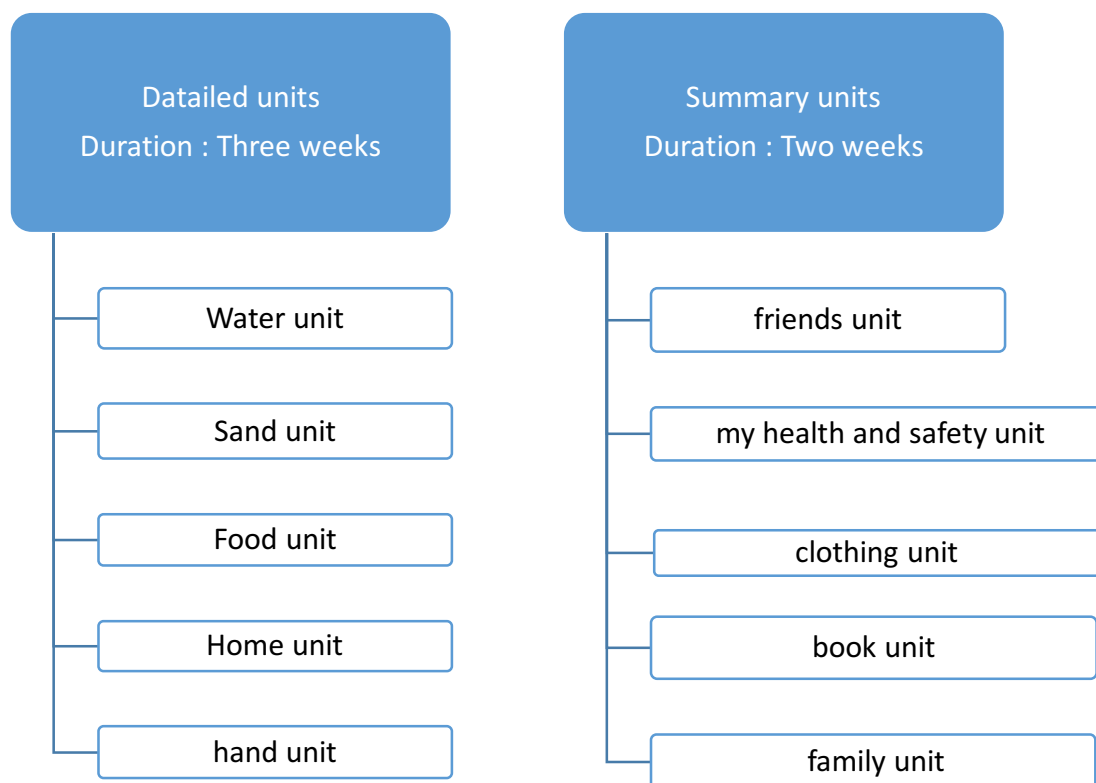 Datailed units
Duration : Three weeks
Water unit
Sand unit
Food unit
Home unit
hand unit
Summary units
Duration : Two weeks
friends unit
my health and safety unit
clothing unit
book unit
family unit